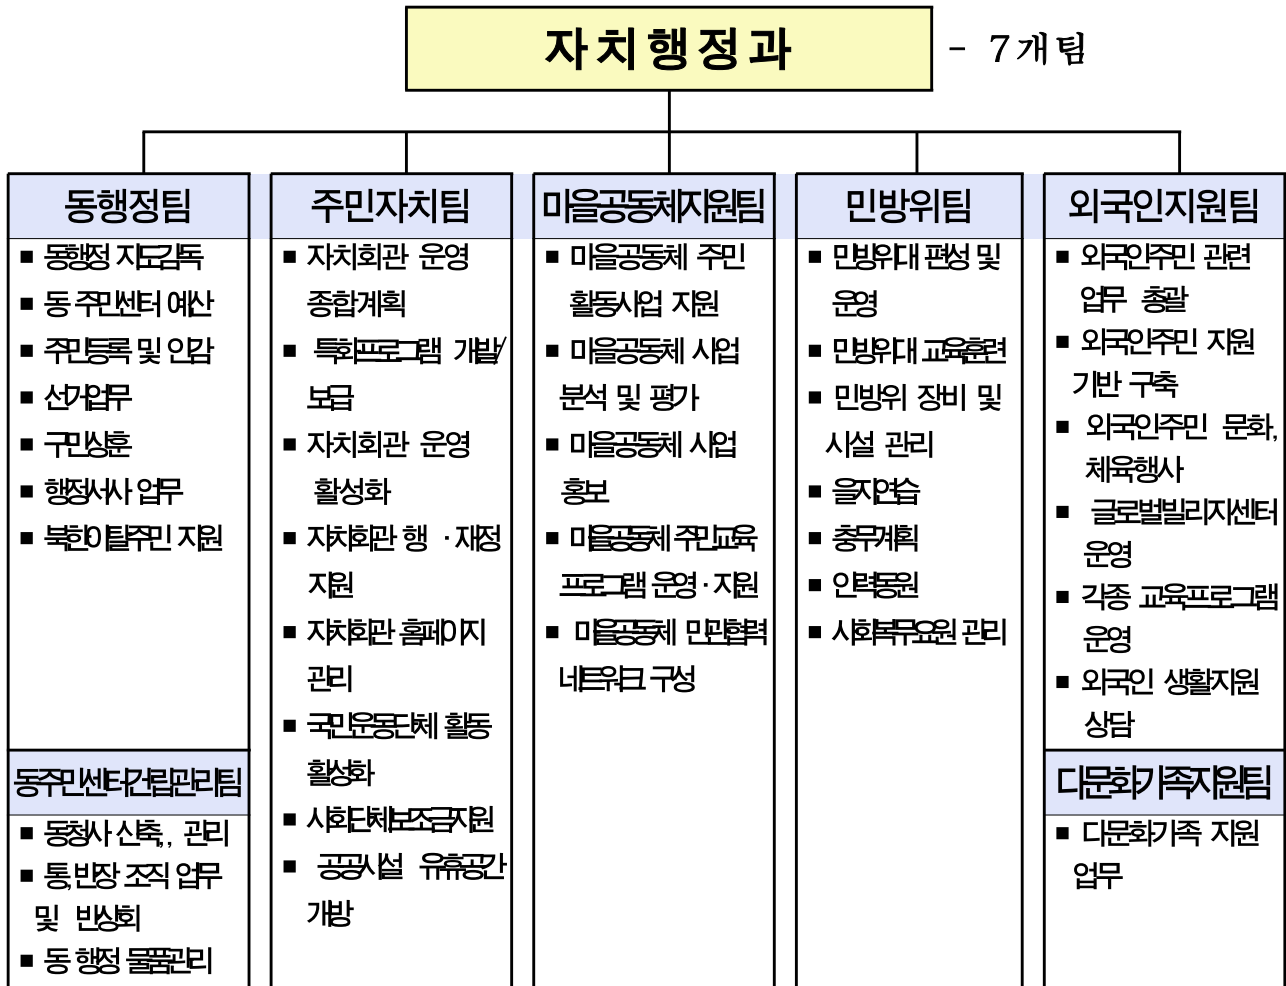 자치행정과 - 7개팀
동행정팀
■ 동행정 지도감독
■ 동 주민센터 예산
■ 주민등록 및 인감
■ 선거업무
■ 구민상훈
■ 행정서사 업무
■ 북한이탈주민 지원
동주민센터건립관리팀
■ 동청사 신축,, 관리
■ 통,반장 조직 업무
및 반상회
■ 동 행정 물품관리
주민자치팀
■ 자치회관 운영
종합계획
■ 특화프로그램 개발/
보급
■ 자치회관 운영
활성화
■ 자치회관 행 · 재정
지원
■ 자치회관 홈페이지
관리
■ 국민운동단체 활동
활성화
■ 사회단체보조금지원
■ 공공시설 유휴공간
개방
마을공동체지원팀
■ 마을공동체 주민
활동사업 지원
■ 마을공동체 사업
분석 및 평가
■ 마을공동체 사업
홍보
■ 마을공동체 주민교육
프로그램 운영 · 지원
■ 마을공동체 민관협력
네트워크 구성
민방위팀
■ 민방위대 편성 및
운영
■ 민방위대 교육훈련
■ 민방위 장비 및
시설 관리
■ 을지연습
■ 충무계획
■ 인력동원
■ 사회복무요원 관리
외국인지원팀
■ 외국인주민 관련
업무 총괄
■ 외국인주민 지원
기반 구축
■ 외국인주민 문화,
체육행사
■ 글로벌빌리지센터
운영
■ 각종 교육프로그램
운영
■ 외국인 생활지원
상담
다문화가족지원팀
■ 다문화가족 지원
업무